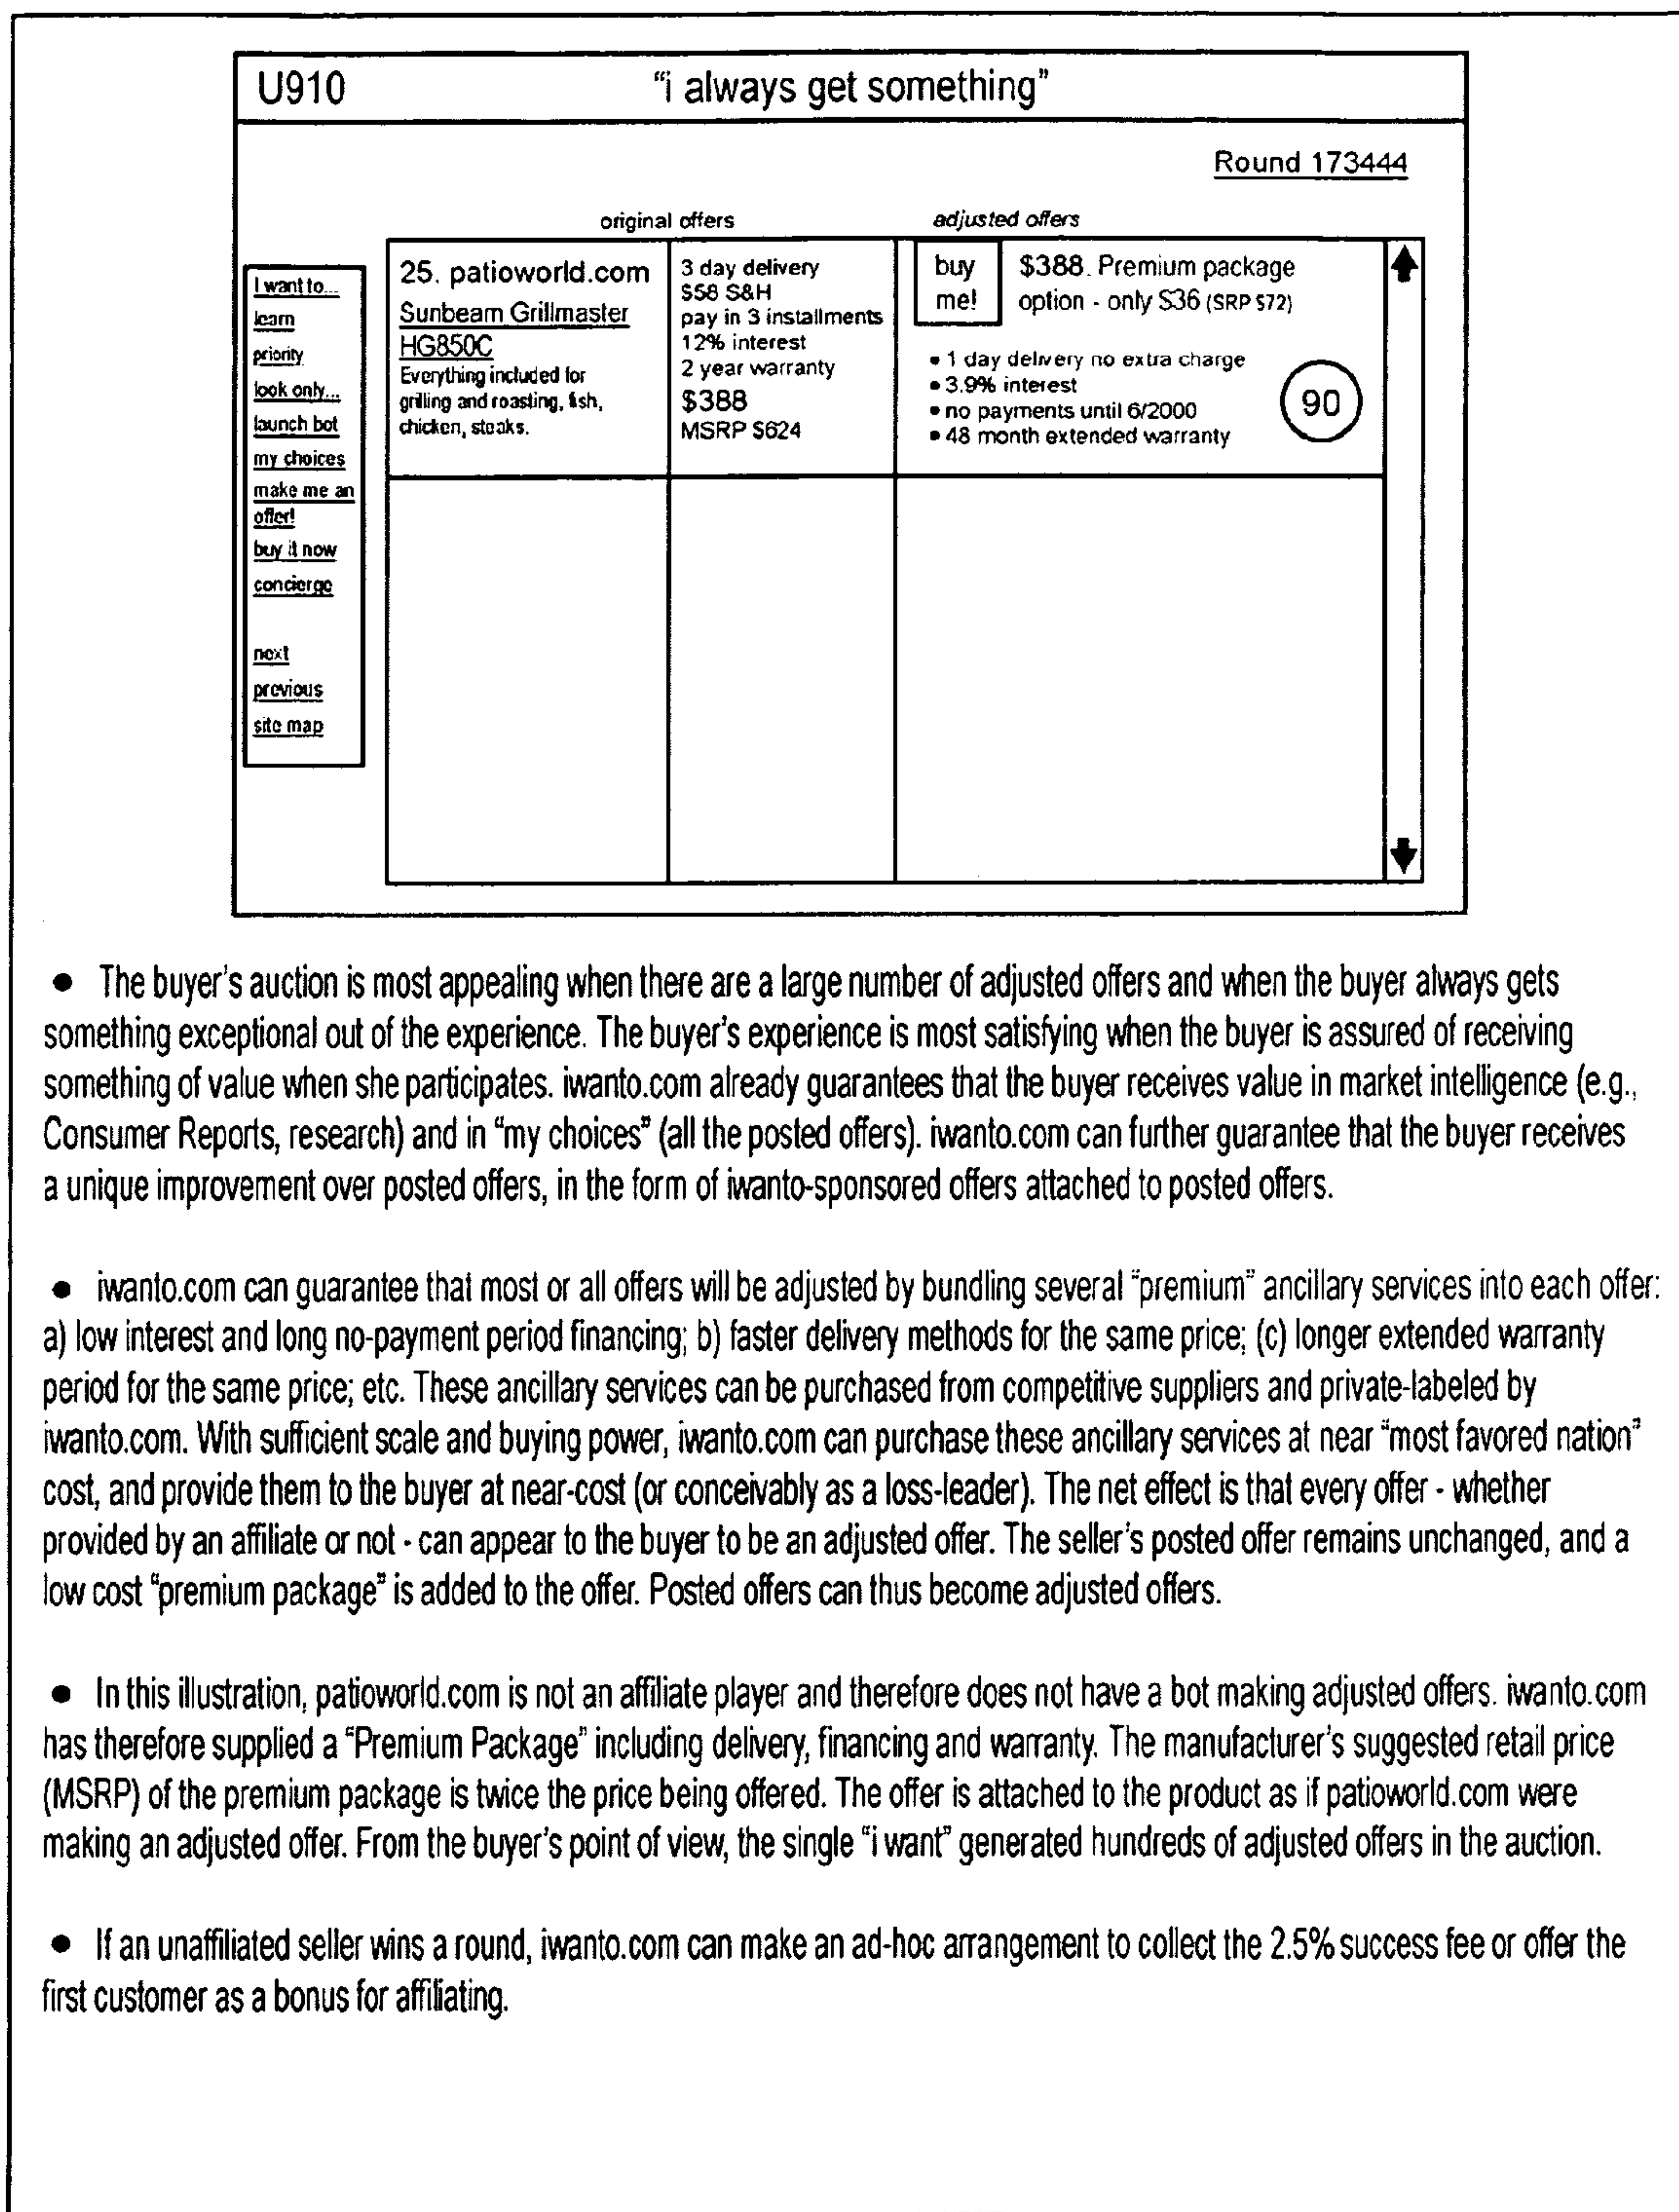 U910
“i always get something”
Round 173444
original offers
adjusted offers
I want to...
learn
priority
look only...
launch bot
my choices
make me an
offer!
buy it now
concierge
next
previous
site map
25. patioworld.com
Sunbeam Grillmaster
HG850C
Everything included for
grilling and roasting, fish,
chicken, steaks.
3 day delivery
$58 S&H
pay in 3 installments
12% interest
2 year warranty
$388
MSRP $624
buy
me!
$388. Premium package
option - only $36 (SRP $72)
• 1 day delivery no extra charge
• 3.9% interest
• no payments until 6/2000
• 48 month extended warranty
90
• The buyer's auction is most appealing when there are a large number of adjusted offers and when the buyer always gets
something exceptional out of the experience. The buyer's experience is most satisfying when the buyer is assured of receiving
something of value when she participates. iwanto.com already guarantees that the buyer receives value in market intelligence (e.g.,
Consumer Reports, research) and in “my choices” (all the posted offers). iwanto.com can further guarantee that the buyer receives
a unique improvement over posted offers, in the form of iwanto-sponsored offers attached to posted offers.
• iwanto.com can guarantee that most or all offers will be adjusted by bundling several “premium” ancillary services into each offer:
a) low interest and long no-payment period financing; b) faster delivery methods for the same price; (c) longer extended warranty
period for the same price; etc. These ancillary services can be purchased from competitive suppliers and private-labeled by
iwanto.com. With sufficient scale and buying power, iwanto.com can purchase these ancillary services at near “most favored nation”
cost, and provide them to the buyer at near-cost (or conceivably as a loss-leader). The net effect is that every offer - whether
provided by an affiliate or not - can appear to the buyer to be an adjusted offer. The seller's posted offer remains unchanged, and a
low cost “premium package” is added to the offer. Posted offers can thus become adjusted offers.
• In this illustration, patioworld.com is not an affiliate player and therefore does not have a bot making adjusted offers. iwanto.com
has therefore supplied a “Premium Package” including delivery, financing and warranty. The manufacturer's suggested retail price
(MSRP) of the premium package is twice the price being offered. The offer is attached to the product as if patioworld.com were
making an adjusted offer. From the buyer's point of view, the single “i want” generated hundreds of adjusted offers in the auction.
• If an unaffiliated seller wins a round, iwanto.com can make an ad-hoc arrangement to collect the 2.5% success fee or offer the
first customer as a bonus for affiliating.